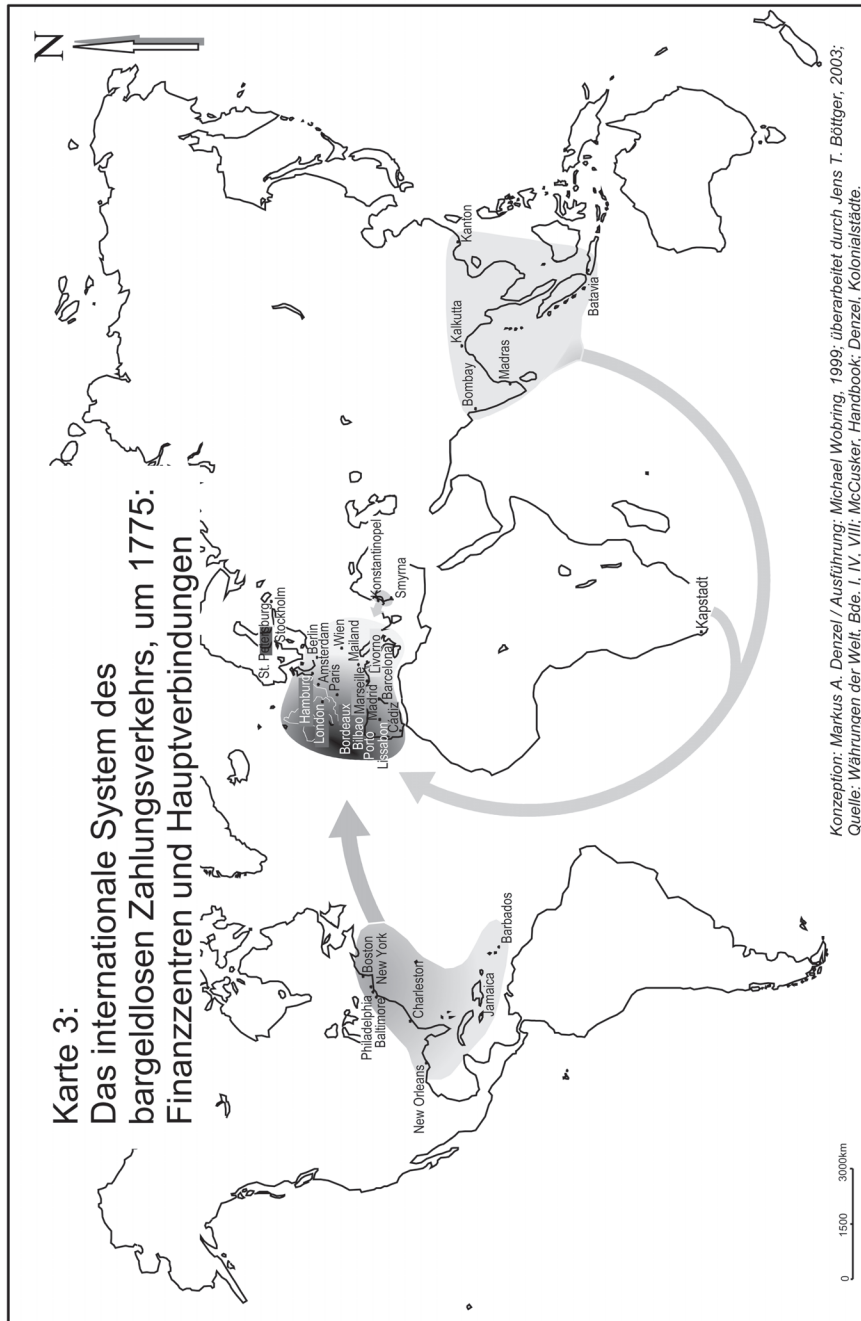 Karte 3:
Das internationale System des
bargeldlosen Zahlungsverkehrs, um 1775:
Finanzzentren und Hauptverbindungen
N
St. Petersburg
Stockholm
Hamburg
Berlin
London
Amsterdam
Paris
Wien
Bordeaux
Bilbao
Marseille
Mailand
Porto
Madrid
Livorno
Lissabon
Barcelona
Cádiz
Konstantinopel
Smyrna
Philadelphia
Boston
Baltimore
New York
New Orleans
Charleston
Jamaica
Barbados
Bombay
Kalkutta
Kanton
Madras
Batavia
Kapstadt
0 1500 3000km
Konzeption: Markus A. Denzel / Ausführung: Michael Wobring, 1999; überarbeitet durch Jens T. Böttger, 2003;
Quelle: Währungen der Welt, Bde. I, IV, VIII; McCusker, Handbook; Denzel, Kolonialstädte.